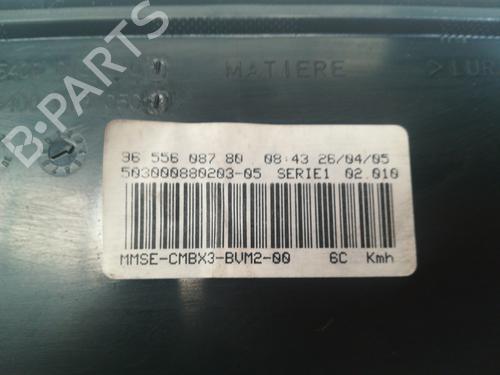 B-PARTS
MATIERE
96 556 087 80 08:43 26/04/05
503000880203-05 SERIE1 02.010
MMSE-CMBX3-BVM2-00 6C Kmh